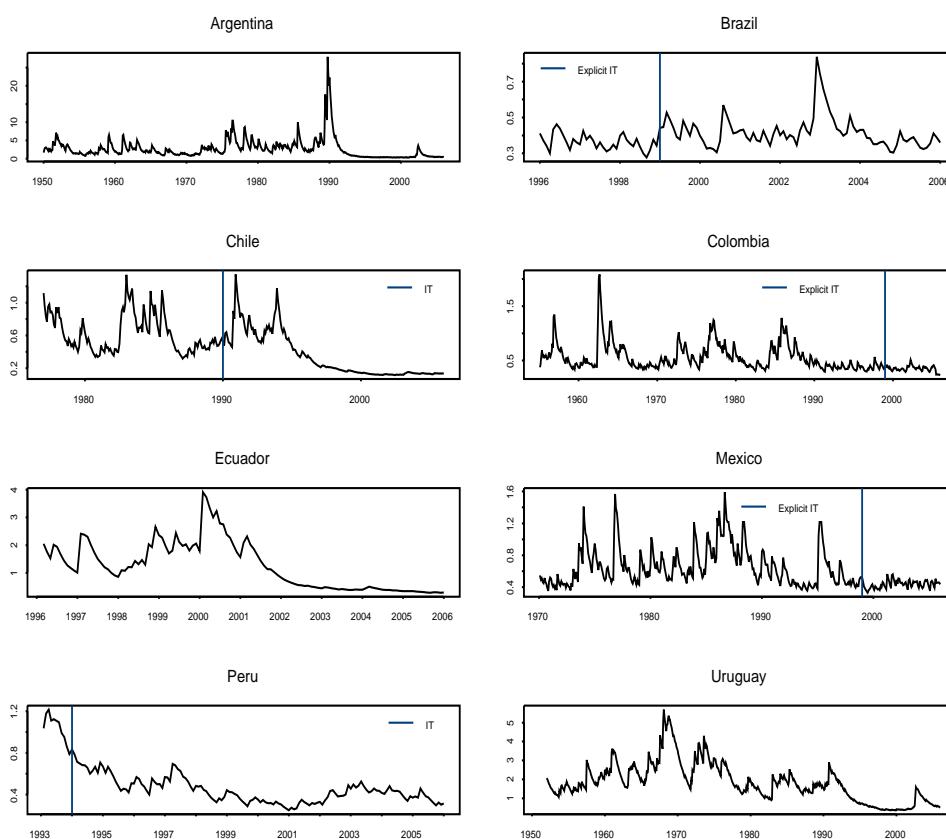 Argentina
20
10
5
0
1950 1960 1970 1980 1990 2000
Brazil
Explicit IT
0.7
0.5
0.3
1996 1998 2000 2002 2004 2006
Chile
IT
1.0
0.6
0.2
1980 1990 2000
Colombia
Explicit IT
1.5
0.5
1960 1970 1980 1990 2000
Ecuador
4
3
2
1
1996 1997 1998 1999 2000 2001 2002 2003 2004 2005 2006
Mexico
Explicit IT
1.6
1.2
0.8
0.4
1970 1980 1990 2000
Peru
IT
1.2
0.8
0.4
1993 1995 1997 1999 2001 2003 2005
Uruguay
5
4
3
2
1
1950 1960 1970 1980 1990 2000